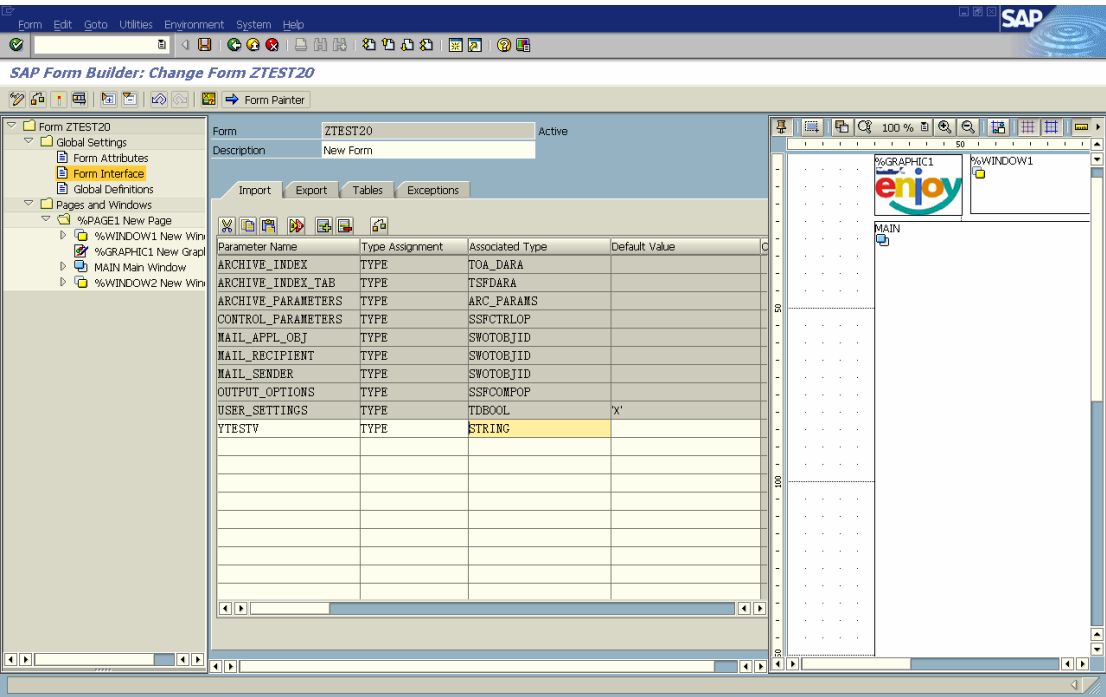 Form Edit Goto Utilities Environment System Help
SAP
SAP Form Builder: Change Form ZTEST20
Form Painter
Form ZTEST20
Global Settings
Form Attributes
Form Interface
Global Definitions
Pages and Windows
%PAGE1 New Page
%WINDOW1 New Win
%GRAPHIC1 New Grap
MAIN Main Window
%WINDOW2 New Win
Form ZTEST20 Active
Description New Form
Import Export Tables Exceptions
Parameter Name Type Assignment Associated Type Default Value
ARCHIVE_INDEX TYPE TOA_DARA
ARCHIVE_INDEX_TAB TYPE TSFDARA
ARCHIVE_PARAMETERS TYPE ARC_PARAMS
CONTROL_PARAMETERS TYPE SSFCTRLOP
MAIL_APPL_OBJ TYPE SWOTOBJID
MAIL_RECIPIENT TYPE SWOTOBJID
MAIL_SENDER TYPE SWOTOBJID
OUTPUT_OPTIONS TYPE SSFCOMPOP
USER_SETTINGS TYPE TDBOOL 'X'
YTESTV TYPE STRING
100 %
50
%GRAPHIC1 %WINDOW1
enjoy
MAIN
50
100